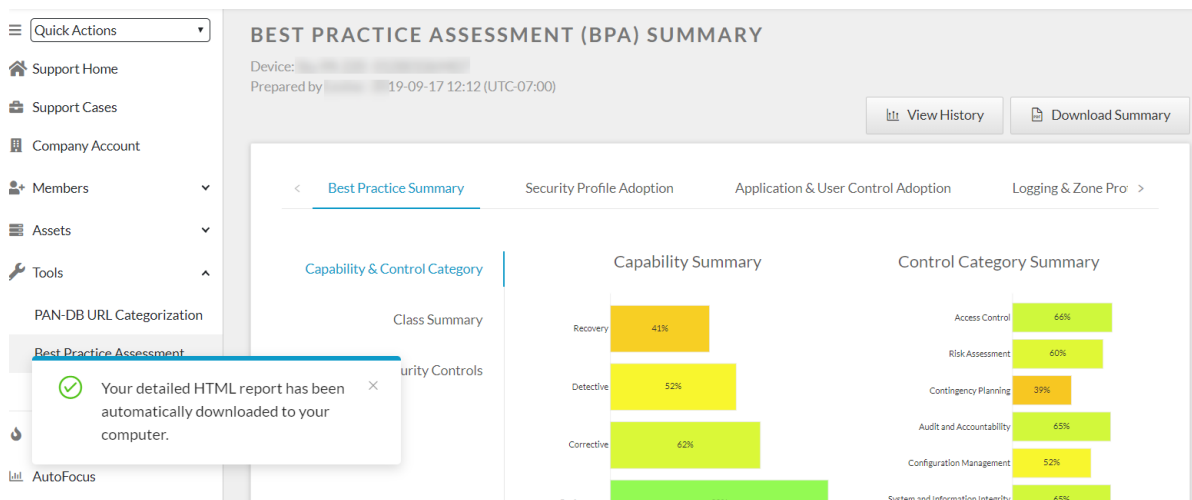 Quick Actions
Support Home
Support Cases
Company Account
Members
Assets
Tools
PAN-DB URL Categorization
Best Practice Assessment
AutoFocus
Your detailed HTML report has been
automatically downloaded to your
computer.
BEST PRACTICE ASSESSMENT (BPA) SUMMARY
Device:
Prepared by 19-09-17 12:12 (UTC-07:00)
View History
Download Summary
Best Practice Summary
Security Profile Adoption
Application & User Control Adoption
Logging & Zone Pro
Capability & Control Category
Class Summary
urity Controls
Capability Summary
Recovery 41%
Detective 52%
Corrective 62%
Control Category Summary
Access Control 66%
Risk Assessment 60%
Contingency Planning 39%
Audit and Accountability 65%
Configuration Management 52%
System and Information Integrity 65%